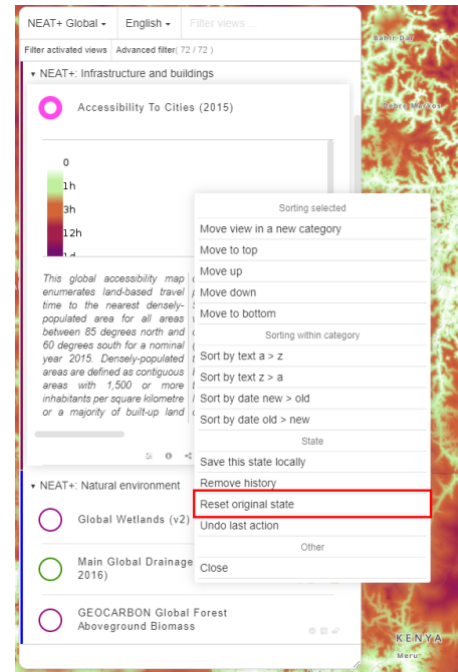 NEAT+ Global
English
Filter views ...
Filter activated views
Advanced filter( 72 / 72 )
NEAT+: Infrastructure and buildings
Accessibility To Cities (2015)
0
1h
3h
12h
1d
This global accessibility map
enumerates land-based travel
time to the nearest densely-
populated area for all areas
between 85 degrees north and
60 degrees south for a nominal
year 2015. Densely-populated
areas are defined as contiguous
areas with 1,500 or more
inhabitants per square kilometre
or a majority of built-up land
Sorting selected
Move view in a new category
Move to top
Move up
Move down
Move to bottom
Sorting within category
Sort by text a > z
Sort by text z > a
Sort by date new > old
Sort by date old > new
State
Save this state locally
Remove history
Reset original state
Undo last action
Other
Close
NEAT+: Natural environment
Global Wetlands (v2)
Main Global Drainage
2016)
GEOCARBON Global Forest
Aboveground Biomass
Bahir Dar
Debre Markos
KENYA
Meru